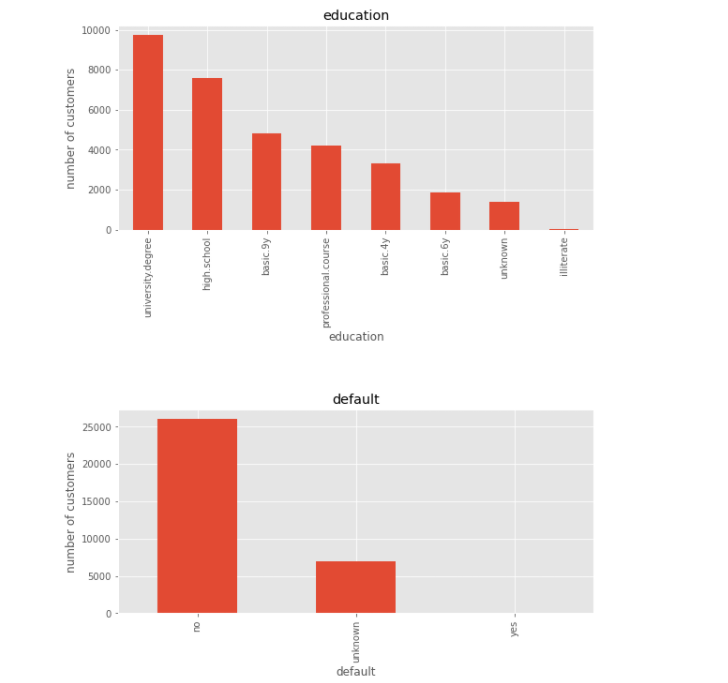 education
10000
8000
6000
4000
2000
0
number of customers
university.degree
high.school
basic.9y
professional.course
basic.4y
basic.6y
unknown
illiterate
education
default
25000
20000
15000
10000
5000
0
number of customers
no
unknown
yes
default